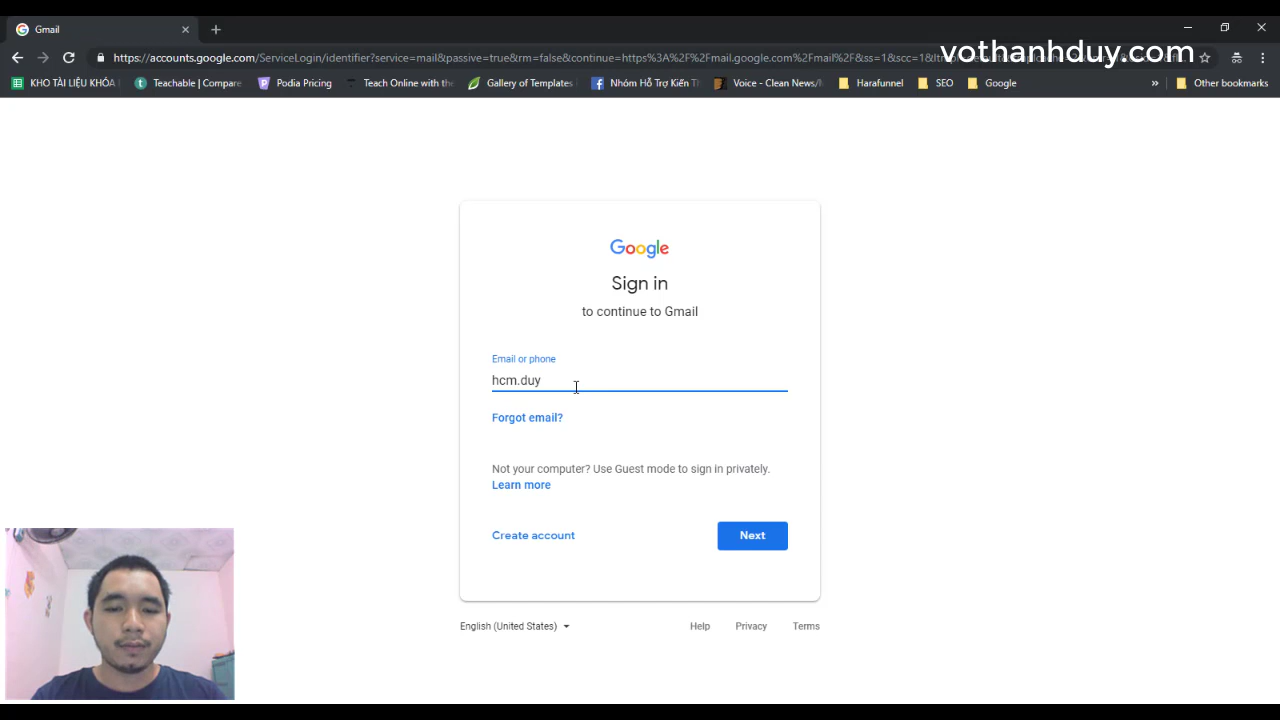 Gmail
vothanhduy.com
https://accounts.google.com/ServiceLogin/identifier?service=mail&passive=true&rm=false&continue=https%3A%2F%2Fmail.google.com%2Fmail%2F&ss=1&scc=1&
KHO TÀI LIỆU KHÓA Teachable | Compare Podia Pricing Teach Online with the Gallery of Templates Nhóm Hỗ Trợ Kiến Voice - Clean News/ Harafunnel SEO Google » Other bookmarks
Google
Sign in
to continue to Gmail
Email or phone
hcm.duy
Forgot email?
Not your computer? Use Guest mode to sign in privately.
Learn more
Create account Next
English (United States) Help Privacy Terms